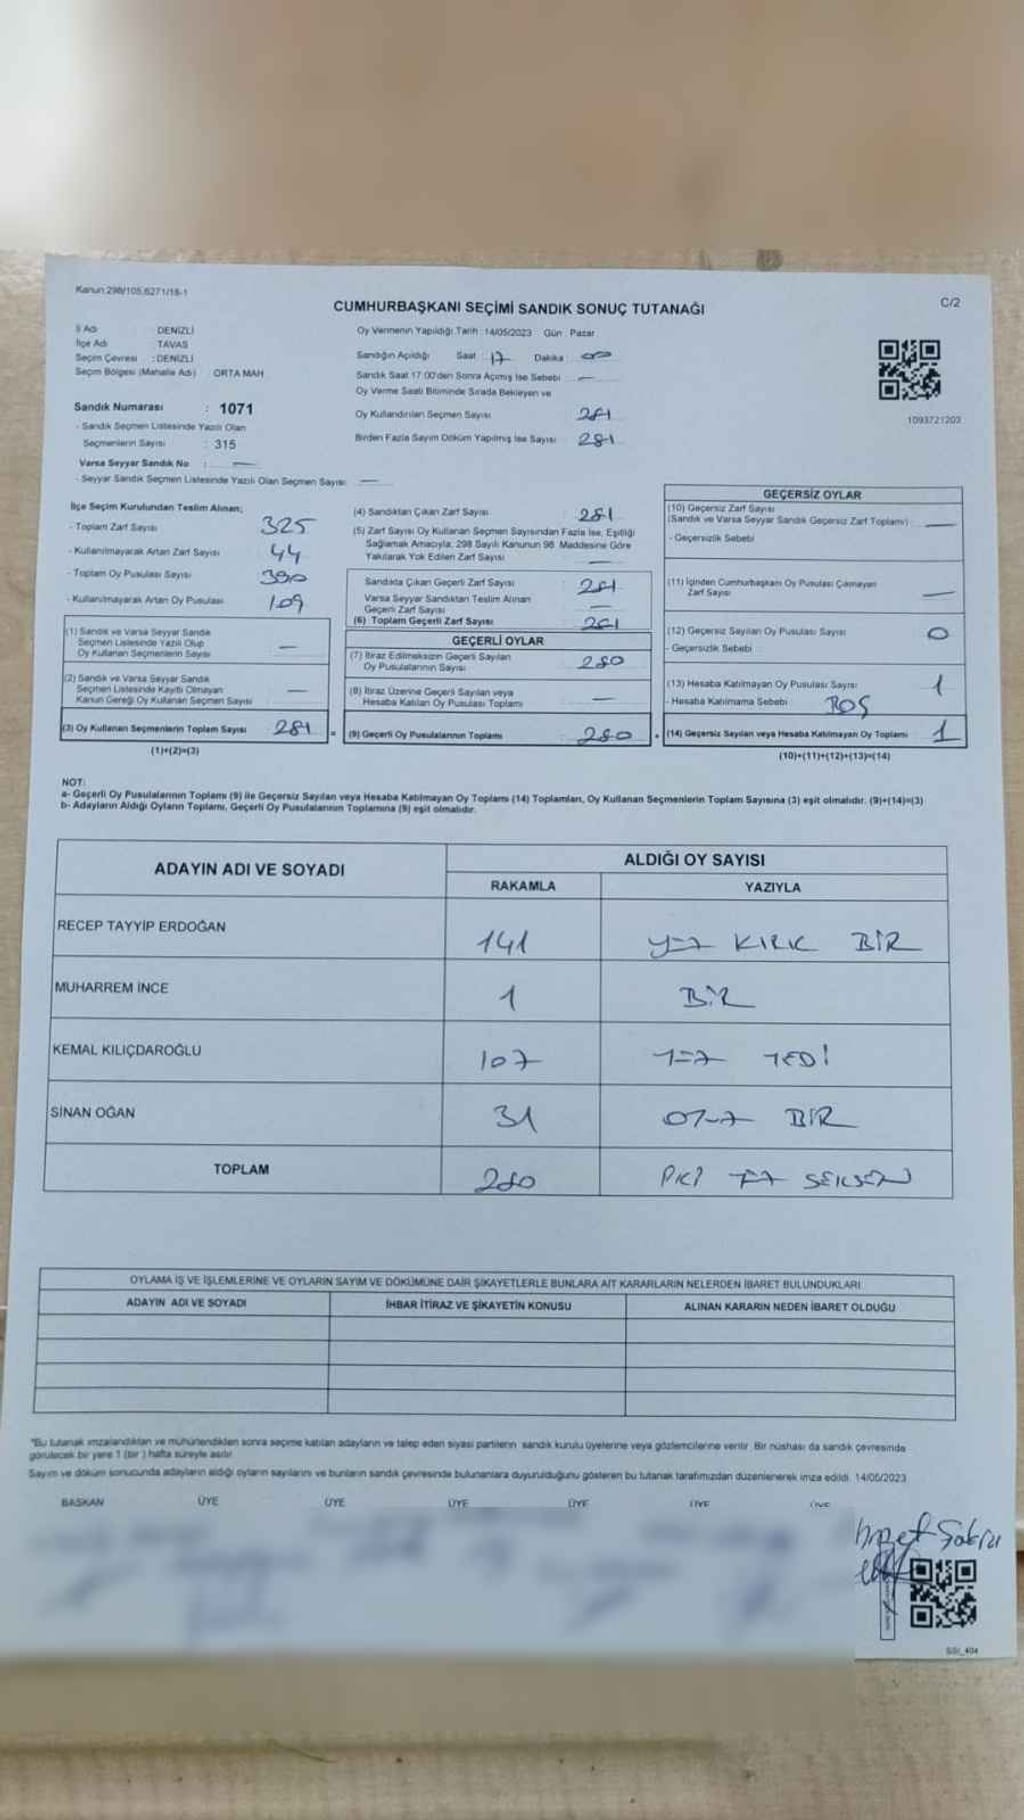 Kanun 298/105,6271/18-1
CUMHURBAŞKANI SEÇİMİ SANDIK SONUÇ TUTANAĞI
C/2
İl Adı DENİZLİ
İlçe Adı TAVAS
Seçim Çevresi : DENİZLİ
Seçim Bölgesi (Mahalle Adı) ORTA MAH
Oy Vermenin Yapıldığı Tarih : 14/05/2023 Gün Pazar
Sandığın Açıldığı Saat : 17 Dakika : 00
Sandık Saat 17:00'den Sonra Açımış İse Sebebi : —
Oy Verme Saati Bitiminde Sırada Bekleyen ve
Oy Kullandırılan Seçmen Sayısı 281
Birden Fazla Sayım Döküm Yapılmış İse Sayısı 281
1093721203
Sandık Numarası : 1071
- Sandık Seçmen Listesinde Yazılı Olan
Seçmenlerin Sayısı : 315
Varsa Seyyar Sandık No : —
- Seyyar Sandık Seçmen Listesinde Yazılı Olan Seçmen Sayısı —
İlçe Seçim Kurulundan Teslim Alınan;
- Toplam Zarf Sayısı 325
- Kullanılmayarak Artan Zarf Sayısı 44
- Toplam Oy Pusulası Sayısı 390
- Kullanılmayarak Artan Oy Pusulası 109
(1) Sandık ve Varsa Seyyar Sandık
Seçmen Listesinde Yazılı Olup
Oy Kullanan Seçmenlerin Sayısı —
(2) Sandık ve Varsa Seyyar Sandık
Seçmen Listesinde Kayıtlı Olmayan
Kanun Gereği Oy Kullanan Seçmen Sayısı —
(3) Oy Kullanan Seçmenlerin Toplam Sayısı 281
(1)+(2)=(3)
(4) Sandıktan Çıkan Zarf Sayısı 281
(5) Zarf Sayısı Oy Kullanan Seçmen Sayısından Fazla İse, Eşitliği
Sağlamak Amacıyla, 298 Sayılı Kanunun 98. Maddesine Göre
Yakılarak Yok Edilen Zarf Sayısı —
Sandıkta Çıkan Geçerli Zarf Sayısı 281
Varsa Seyyar Sandıktan Teslim Alınan
Geçerli Zarf Sayısı —
(6) Toplam Geçerli Zarf Sayısı 281
GEÇERLİ OYLAR
(7) İtiraz Edilmeksizin Geçerli Sayılan
Oy Pusulalarının Sayısı 280
(8) İtiraz Üzerine Geçerli Sayılan veya
Hesaba Katılan Oy Pusulası Toplamı —
(9) Geçerli Oy Pusulalarının Toplamı 280
GEÇERSİZ OYLAR
(10) Geçersiz Zarf Sayısı
(Sandık ve Varsa Seyyar Sandık Geçersiz Zarf Toplamı) —
- Geçersizlik Sebebi
(11) İçinden Cumhurbaşkanı Oy Pusulası Çıkmayan
Zarf Sayısı —
(12) Geçersiz Sayılan Oy Pusulası Sayısı 0
- Geçersizlik Sebebi
(13) Hesaba Katılmayan Oy Pusulası Sayısı 1
- Hesaba Katılmama Sebebi BOŞ
(14) Geçersiz Sayılan veya Hesaba Katılmayan Oy Toplamı 1
(10)+(11)+(12)+(13)=(14)
NOT:
a- Geçerli Oy Pusulalarının Toplamı (9) ile Geçersiz Sayılan veya Hesaba Katılmayan Oy Toplamı (14) Toplamları, Oy Kullanan Seçmenlerin Toplam Sayısına (3) eşit olmalıdır. (9)+(14)=(3)
b- Adayların Aldığı Oyların Toplamı, Geçerli Oy Pusulalarının Toplamına (9) eşit olmalıdır.
ADAYIN ADI VE SOYADI
ALDIĞI OY SAYISI
RAKAMLA YAZIYLA
RECEP TAYYİP ERDOĞAN 141 YÜZ KIRK BİR
MUHARREM İNCE 1 BİR
KEMAL KILIÇDAROĞLU 107 YÜZ YEDİ
SİNAN OĞAN 31 OTUZ BİR
TOPLAM 280 İKİ YÜZ SEKSEN
OYLAMA İŞ VE İŞLEMLERİNE VE OYLARIN SAYIM VE DÖKÜMÜNE DAİR ŞİKAYETLERLE BUNLARA AİT KARARLARIN NELERDEN İBARET BULUNDUKLARI
ADAYIN ADI VE SOYADI İHBAR İTİRAZ VE ŞİKAYETİN KONUSU ALINAN KARARIN NEDEN İBARET OLDUĞU
*Bu tutanak imzalandıktan ve mühürlendikten sonra seçime katılan adayların ve talep eden siyasi partilerin sandık kurulu üyelerine veya gözlemcilerine verilir. Bir nüshası da sandık çevresinde
görülecek bir yere 1 (bir ) hafta süreyle asılır.
Sayım ve döküm sonucunda adayların aldığı oyların sayılarını ve bunların sandık çevresinde bulunanlara duyurulduğunu gösteren bu tutanak tarafımızdan düzenlenerek imza edildi. 14/05/2023
BAŞKAN ÜYE ÜYE ÜYE ÜYE ÜYE ÜYE